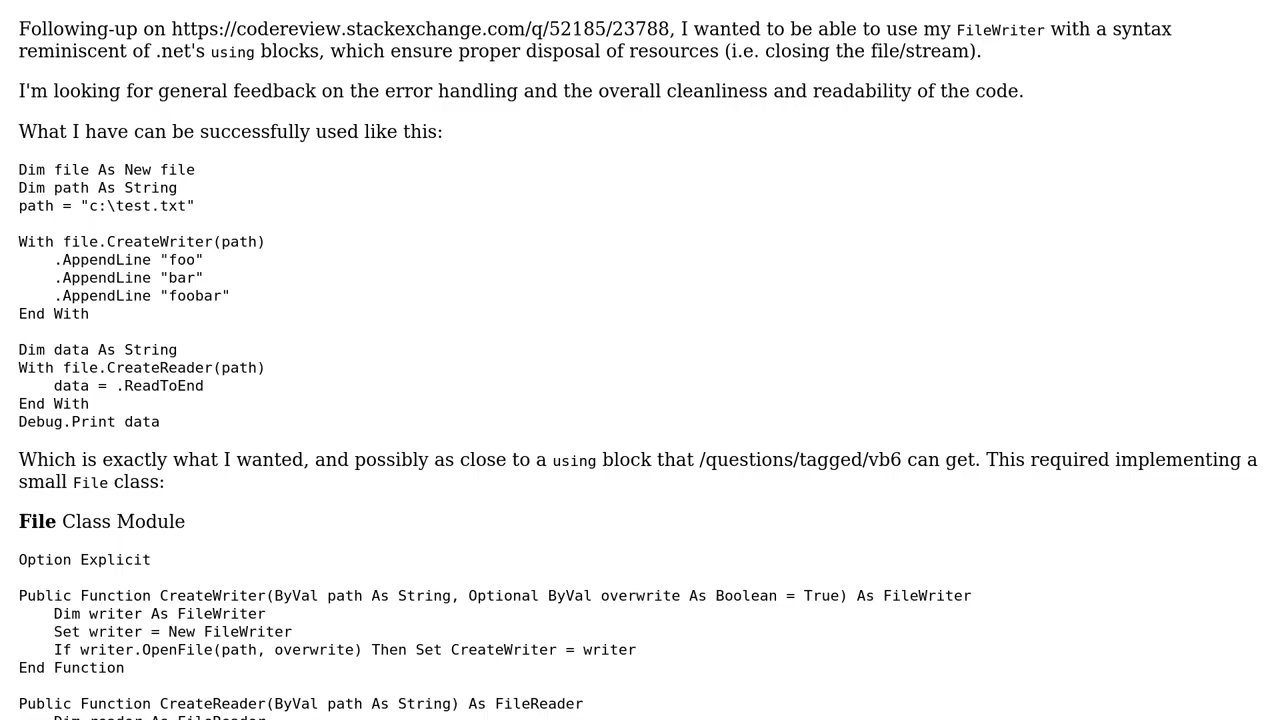 Following-up on https://codereview.stackexchange.com/q/52185/23788, I wanted to be able to use my FileWriter with a syntax
reminiscent of .net's using blocks, which ensure proper disposal of resources (i.e. closing the file/stream).
I'm looking for general feedback on the error handling and the overall cleanliness and readability of the code.
What I have can be successfully used like this:
Dim file As New file
Dim path As String
path = "c:\test.txt"
With file.CreateWriter(path)
    .AppendLine "foo"
    .AppendLine "bar"
    .AppendLine "foobar"
End With
Dim data As String
With file.CreateReader(path)
    data = .ReadToEnd
End With
Debug.Print data
Which is exactly what I wanted, and possibly as close to a using block that /questions/tagged/vb6 can get. This required implementing a
small File class:
File Class Module
Option Explicit
Public Function CreateWriter(ByVal path As String, Optional ByVal overwrite As Boolean = True) As FileWriter
    Dim writer As FileWriter
    Set writer = New FileWriter
    If writer.OpenFile(path, overwrite) Then Set CreateWriter = writer
End Function
Public Function CreateReader(ByVal path As String) As FileReader
    Dim reader As FileReader